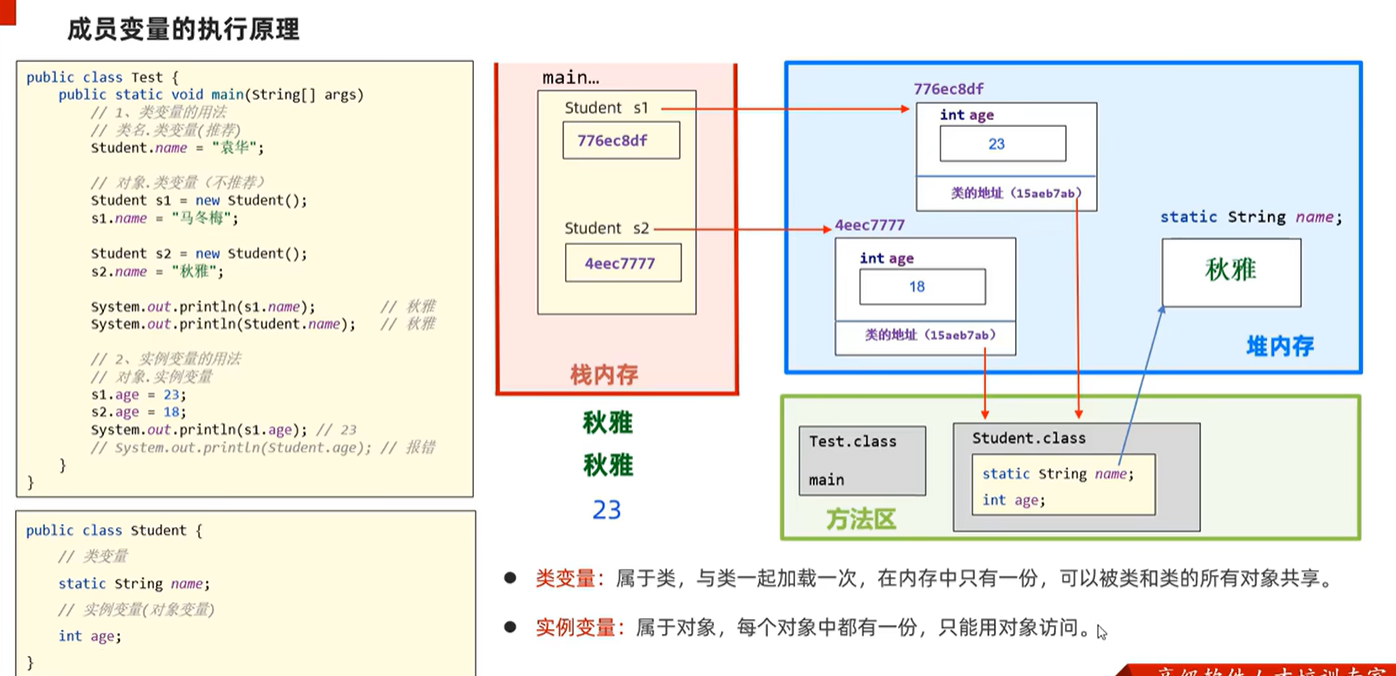 成员变量的执行原理
public class Test {
public static void main(String[] args)
// 1、类变量的用法
// 类名.类变量(推荐)
Student.name = "袁华";
// 对象.类变量（不推荐）
Student s1 = new Student();
s1.name = "马冬梅";
Student s2 = new Student();
s2.name = "秋雅";
System.out.println(s1.name); // 秋雅
System.out.println(Student.name); // 秋雅
// 2、实例变量的用法
// 对象.实例变量
s1.age = 23;
s2.age = 18;
System.out.println(s1.age); // 23
// System.out.println(Student.age); // 报错
}
}
public class Student {
// 类变量
static String name;
// 实例变量(对象变量)
int age;
}
main…
Student s1
776ec8df
Student s2
4eec7777
栈内存
秋雅
秋雅
23
776ec8df
int age
23
类的地址（15aeb7ab）
4eec7777
int age
18
类的地址（15aeb7ab）
static String name;
秋雅
堆内存
Test.class
main
方法区
Student.class
static String name;
int age;
● 类变量：属于类，与类一起加载一次，在内存中只有一份，可以被类和类的所有对象共享。
● 实例变量：属于对象，每个对象中都有一份，只能用对象访问。
高级软件人才培训专家